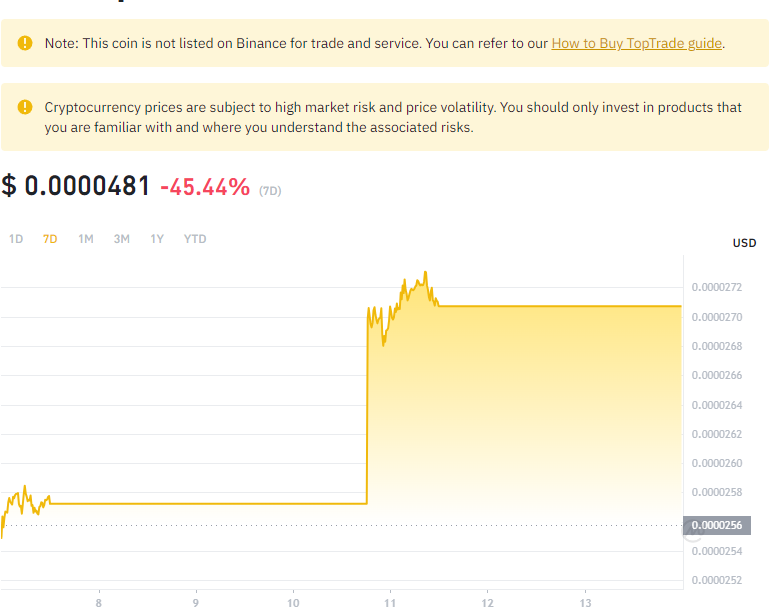 Note: This coin is not listed on Binance for trade and service. You can refer to our How to Buy TopTrade guide.
Cryptocurrency prices are subject to high market risk and price volatility. You should only invest in products that
you are familiar with and where you understand the associated risks.
$ 0.0000481 -45.44% (7D)
1D 7D 1M 3M 1Y YTD
USD
0.0000272
0.0000270
0.0000268
0.0000266
0.0000264
0.0000262
0.0000260
0.0000258
0.0000256
0.0000254
0.0000252
8 9 10 11 12 13